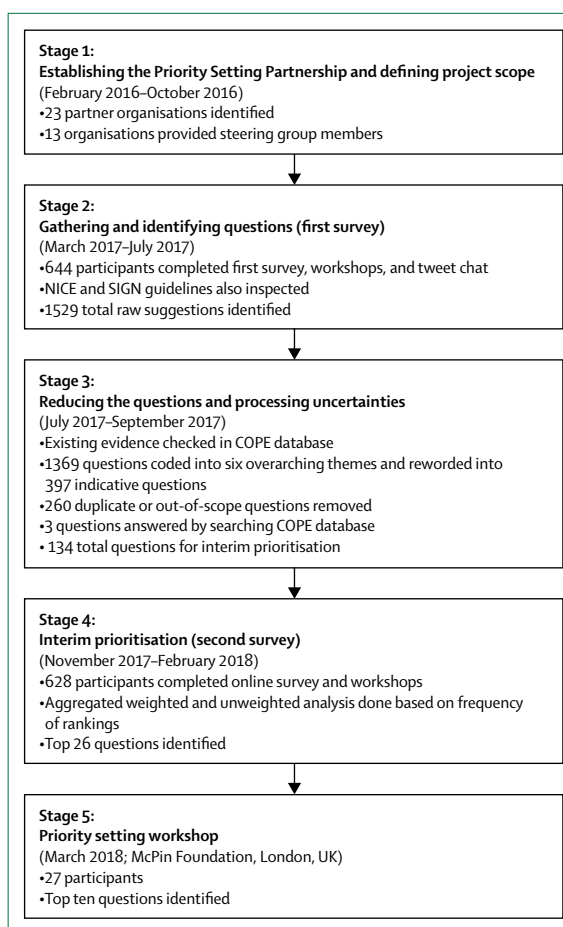 Stage 1:
Establishing the Priority Setting Partnership and defining project scope
(February 2016–October 2016)
•23 partner organisations identified
•13 organisations provided steering group members
Stage 2:
Gathering and identifying questions (first survey)
(March 2017–July 2017)
•644 participants completed first survey, workshops, and tweet chat
•NICE and SIGN guidelines also inspected
•1529 total raw suggestions identified
Stage 3:
Reducing the questions and processing uncertainties
(July 2017–September 2017)
•Existing evidence checked in COPE database
•1369 questions coded into six overarching themes and reworded into
397 indicative questions
•260 duplicate or out-of-scope questions removed
•3 questions answered by searching COPE database
• 134 total questions for interim prioritisation
Stage 4:
Interim prioritisation (second survey)
(November 2017–February 2018)
•628 participants completed online survey and workshops
•Aggregated weighted and unweighted analysis done based on frequency
of rankings
•Top 26 questions identified
Stage 5:
Priority setting workshop
(March 2018; McPin Foundation, London, UK)
•27 participants
•Top ten questions identified